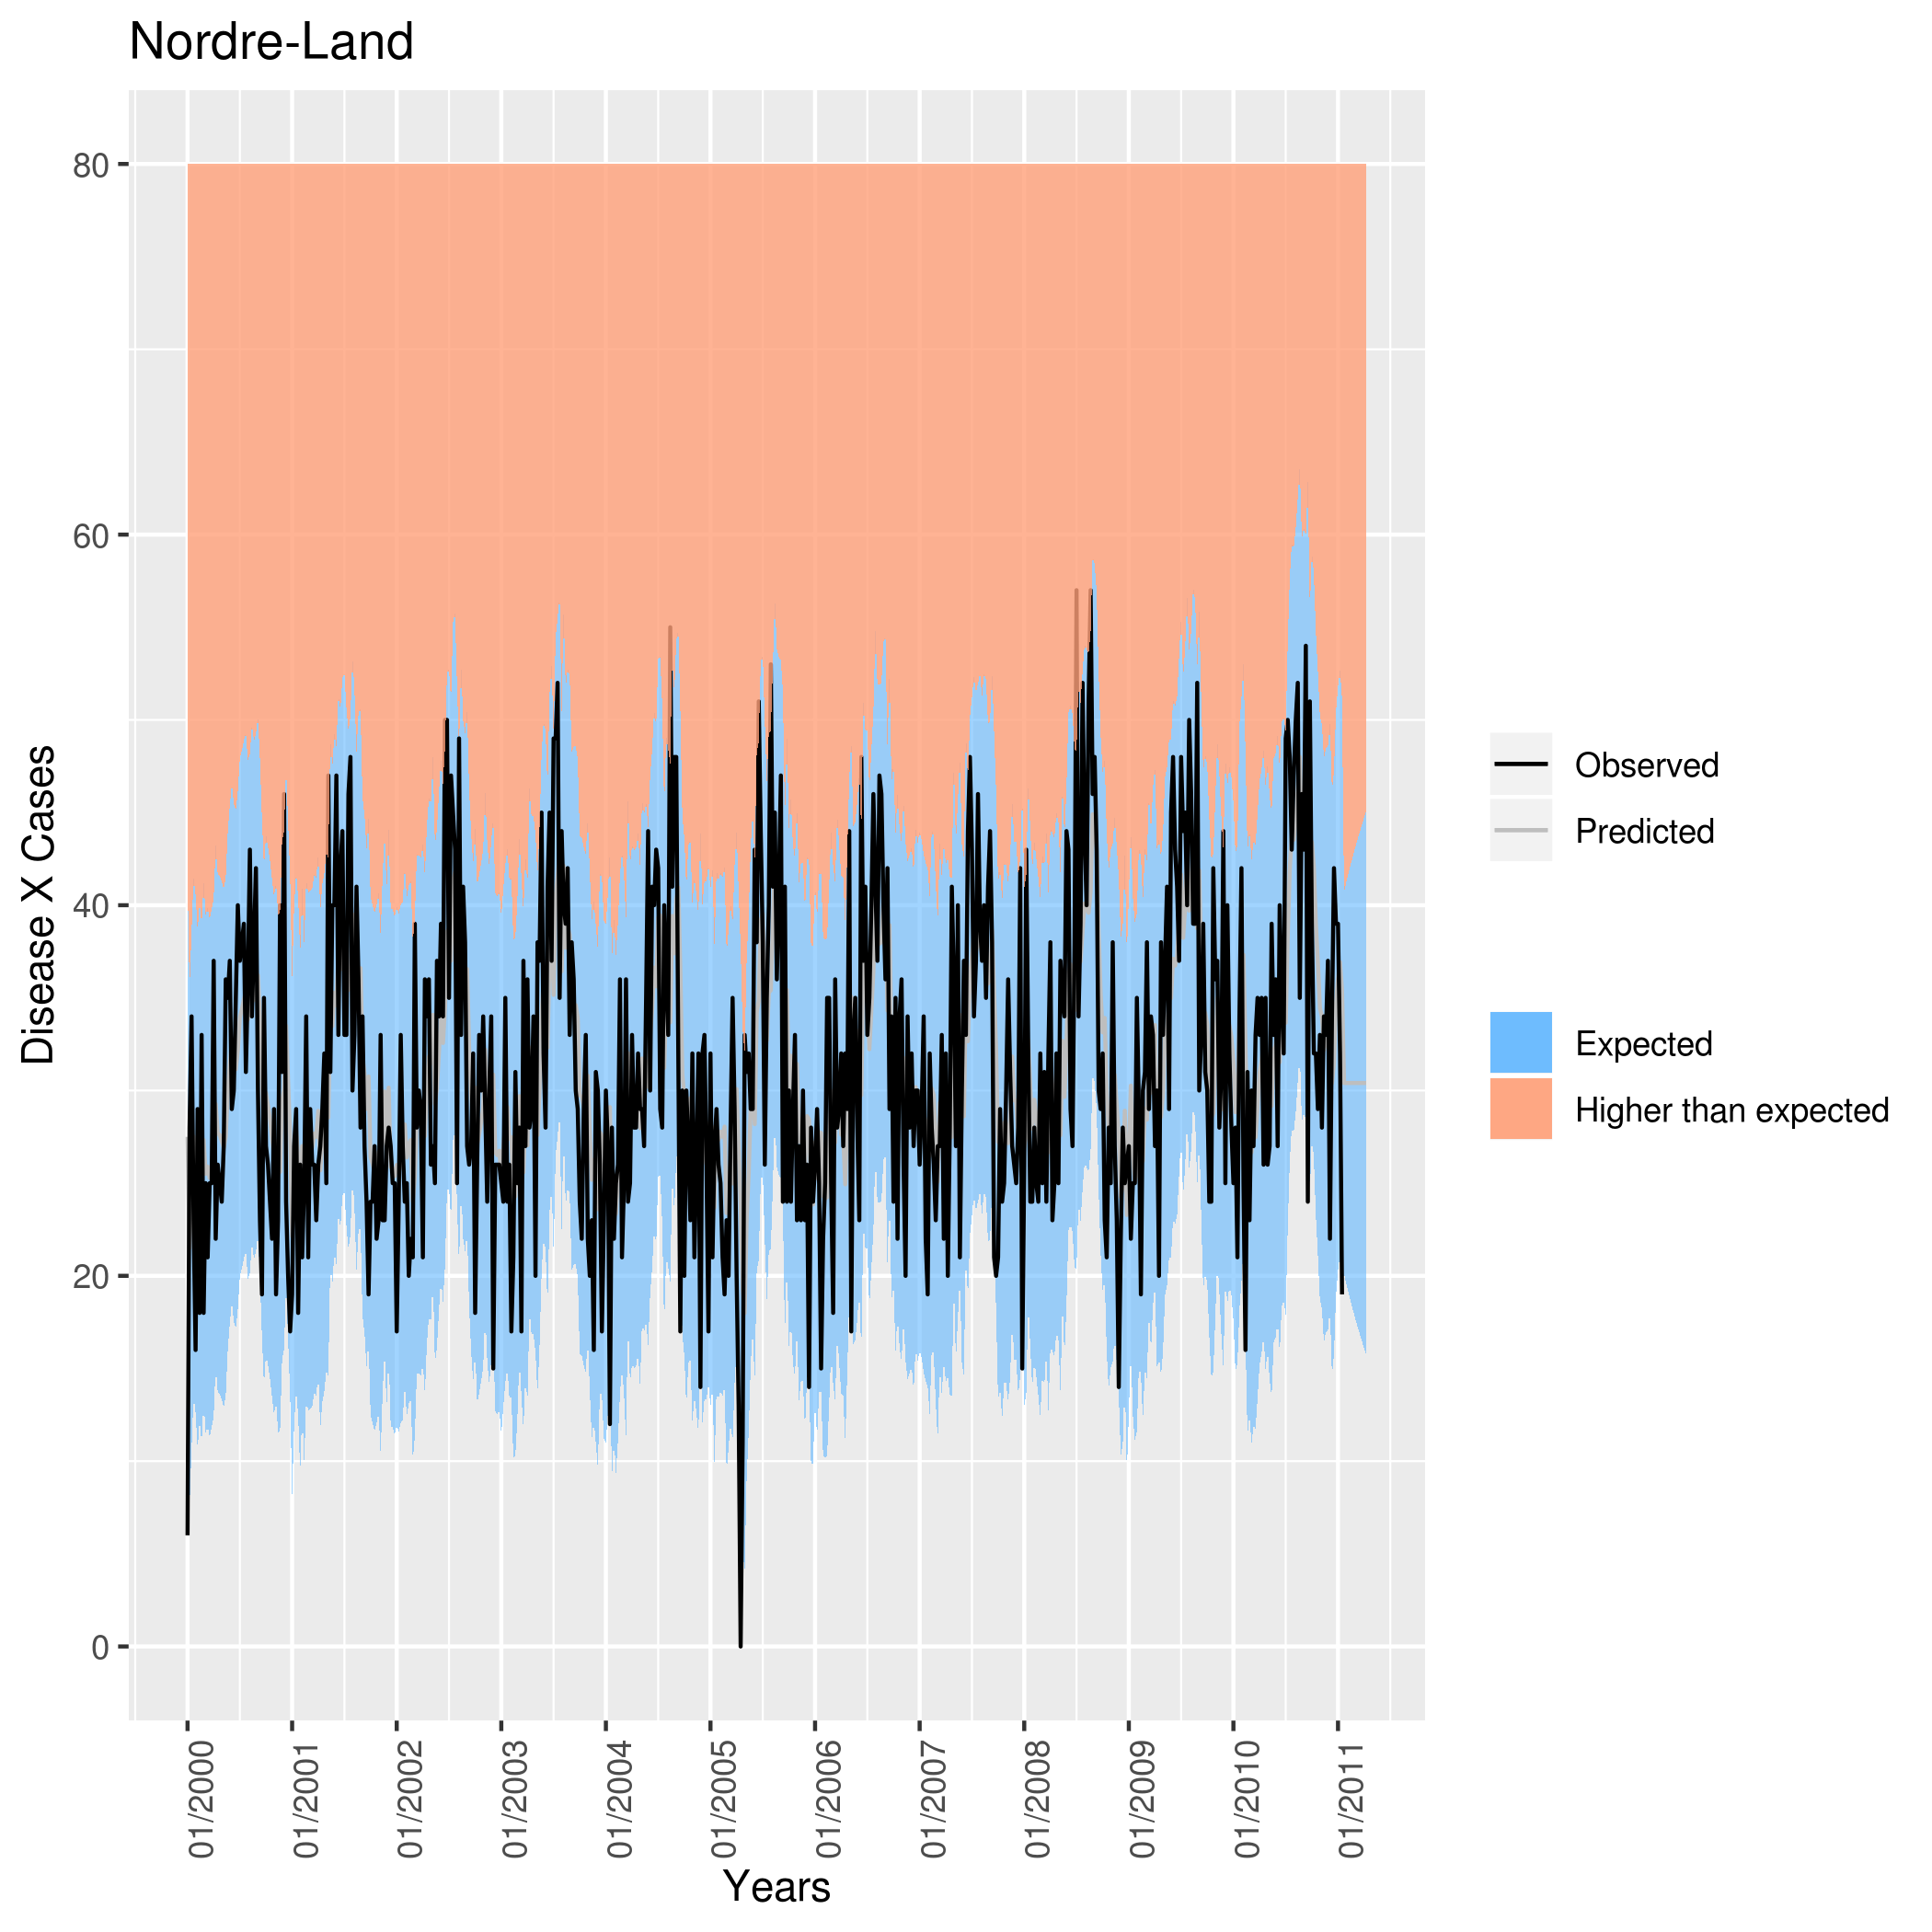 Nordre-Land
Disease X Cases
80
60
40
20
0
01/2000
01/2001
01/2002
01/2003
01/2004
01/2005
01/2006
01/2007
01/2008
01/2009
01/2010
01/2011
Years
Observed
Predicted
Expected
Higher than expected